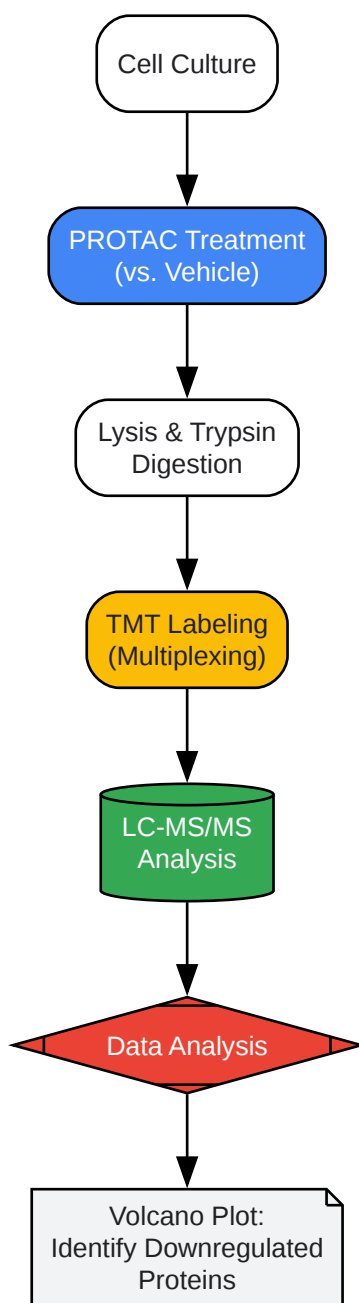 Cell Culture
PROTAC Treatment
(vs. Vehicle)
Lysis & Trypsin
Digestion
TMT Labeling
(Multiplexing)
LC-MS/MS
Analysis
Data Analysis
Volcano Plot:
Identify Downregulated
Proteins